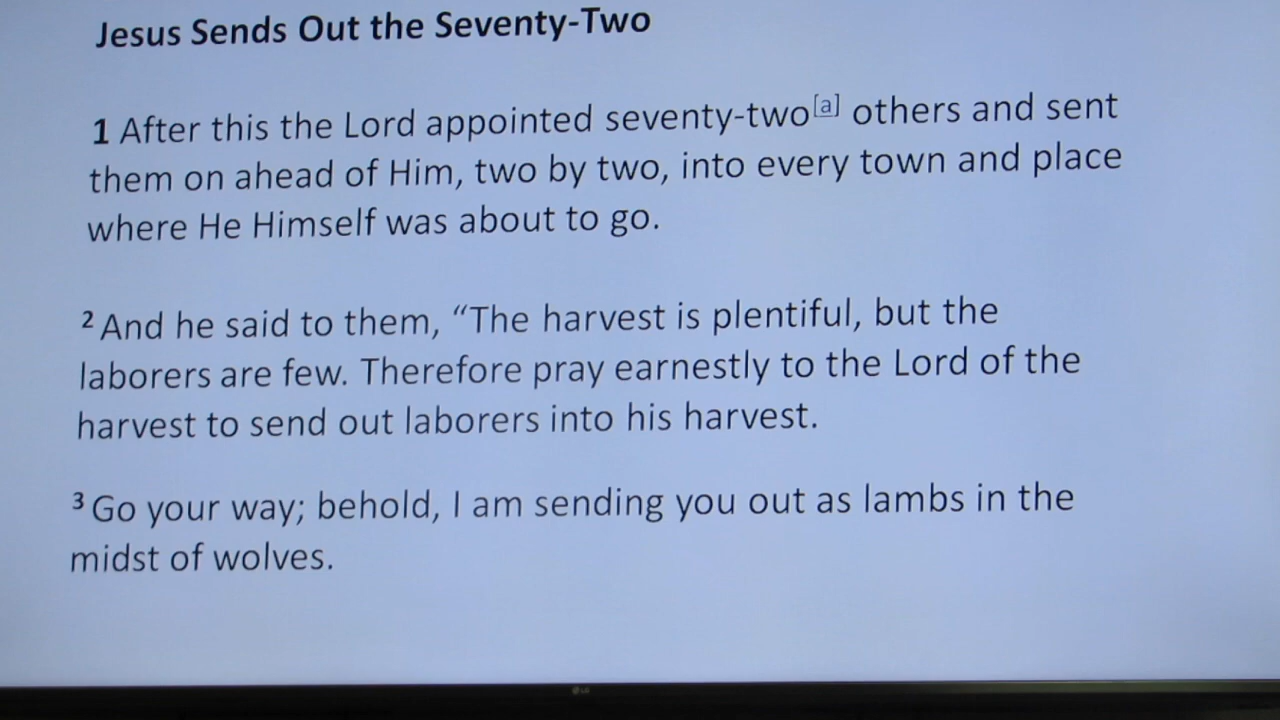 Jesus Sends Out the Seventy-Two
1 After this the Lord appointed seventy-two[a] others and sent
them on ahead of Him, two by two, into every town and place
where He Himself was about to go.
2 And he said to them, “The harvest is plentiful, but the
laborers are few. Therefore pray earnestly to the Lord of the
harvest to send out laborers into his harvest.
3 Go your way; behold, I am sending you out as lambs in the
midst of wolves.
LG